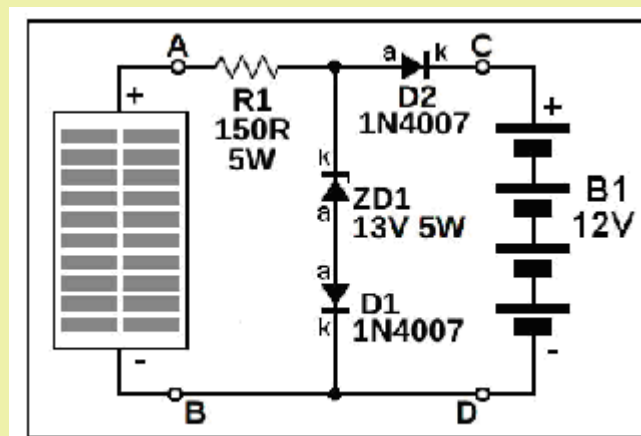 A
a k C
+
R1
150R
5W
D2
1N4007
+
k
a
ZD1
13V 5W
B1
12V
a
k
D1
1N4007
-
-
B
D